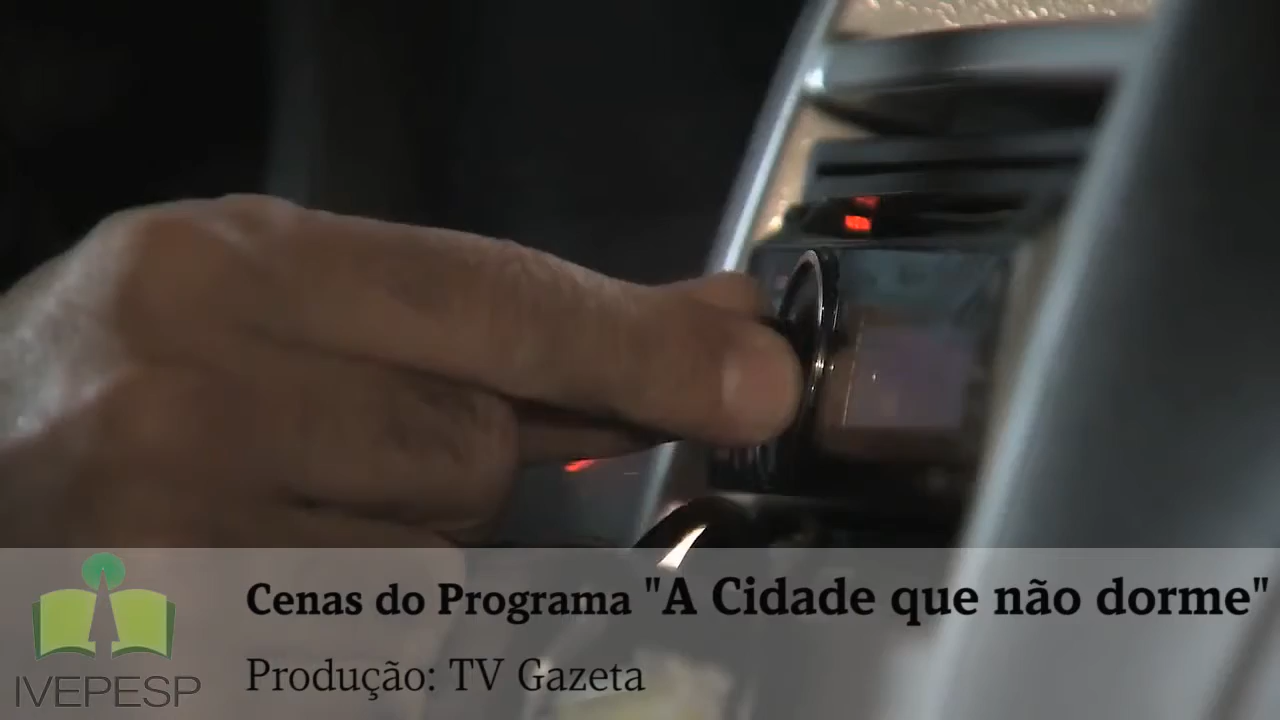 Cenas do Programa "A Cidade que não dorme"
Produção: TV Gazeta
IVEPESP